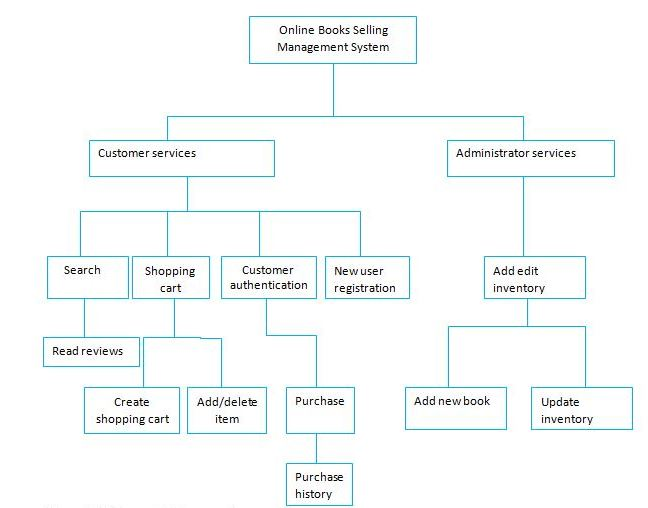 Online Books Selling
Management System
Customer services
Administrator services
Search
Shopping
cart
Customer
authentication
New user
registration
Add edit
inventory
Read reviews
Create
shopping cart
Add/delete
item
Purchase
Add new book
Update
inventory
Purchase
history